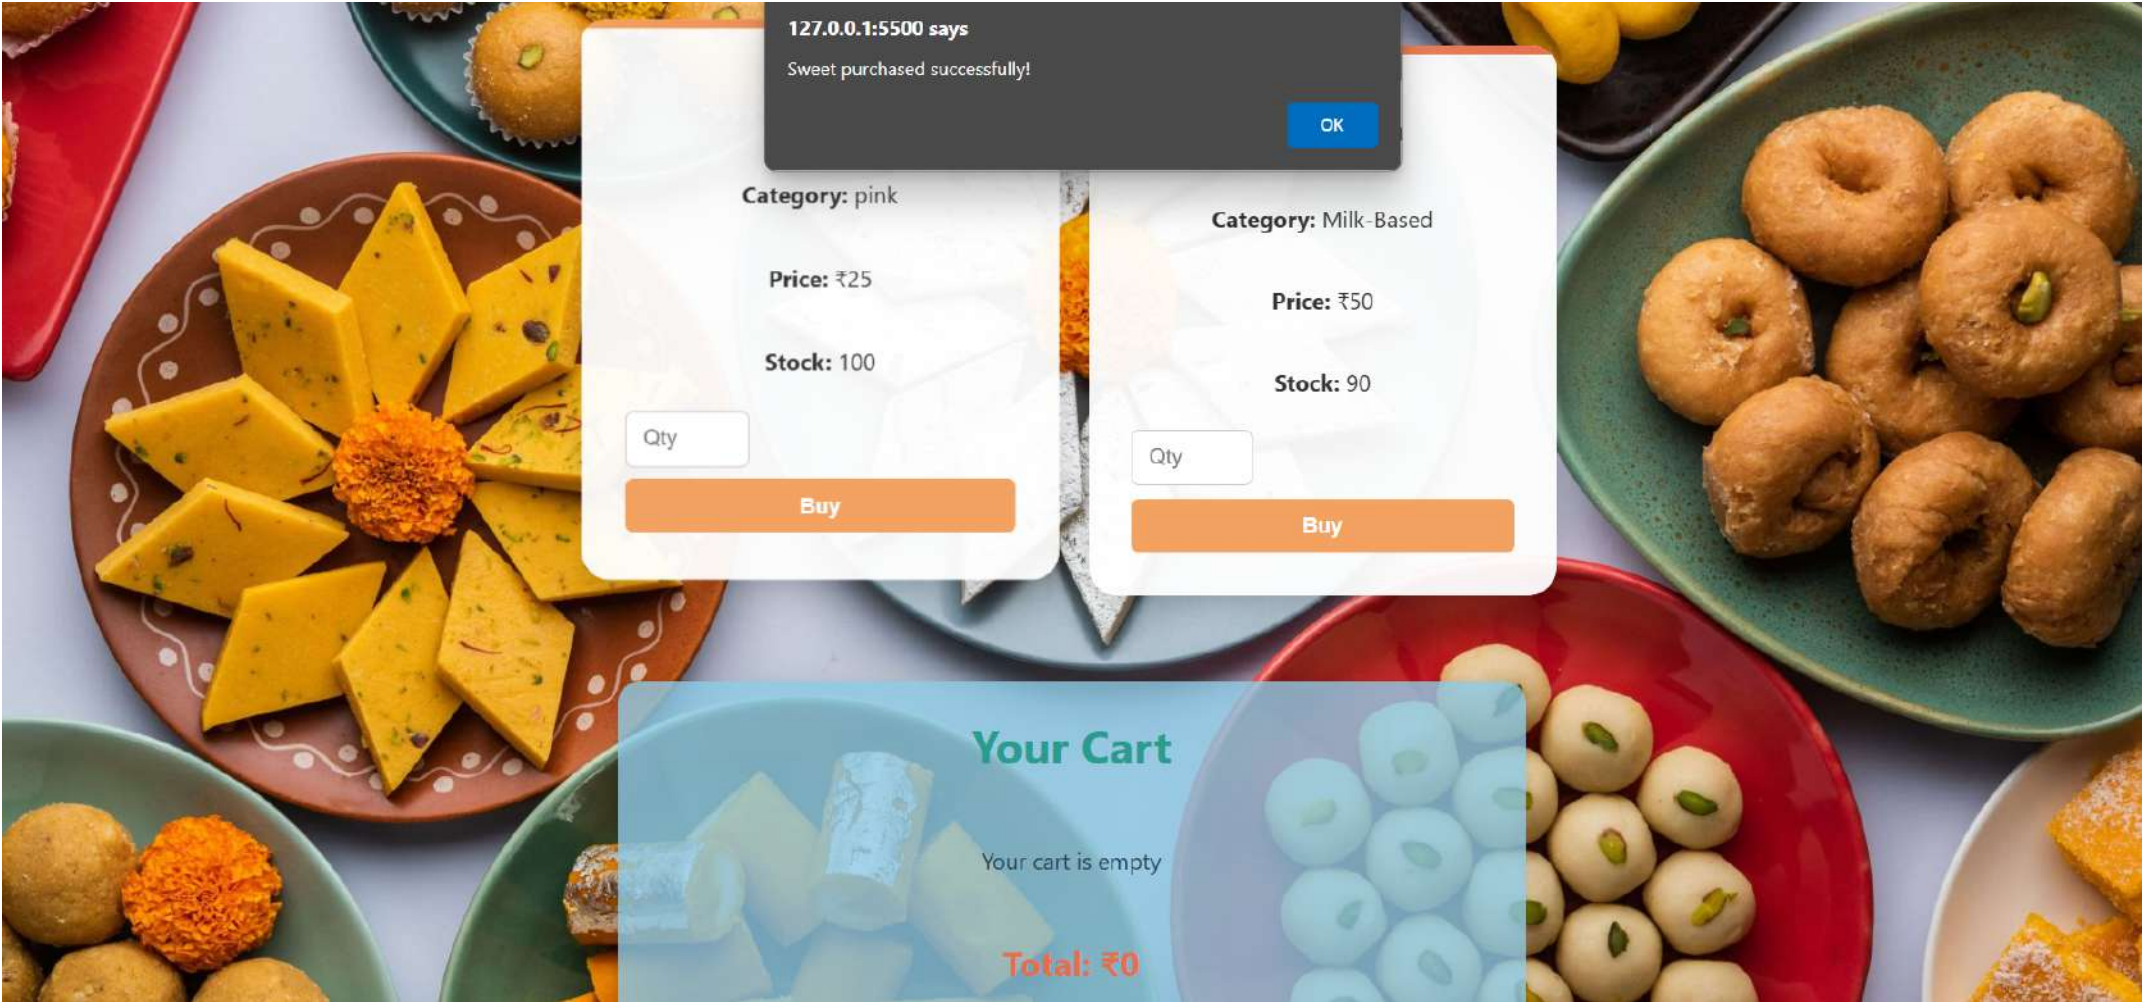 127.0.0.1:5500 says
Sweet purchased successfully!
OK
Category: pink
Price: ₹25
Stock: 100
Qty
Buy
Category: Milk-Based
Price: ₹50
Stock: 90
Qty
Buy
Your Cart
Your cart is empty
Total: ₹0